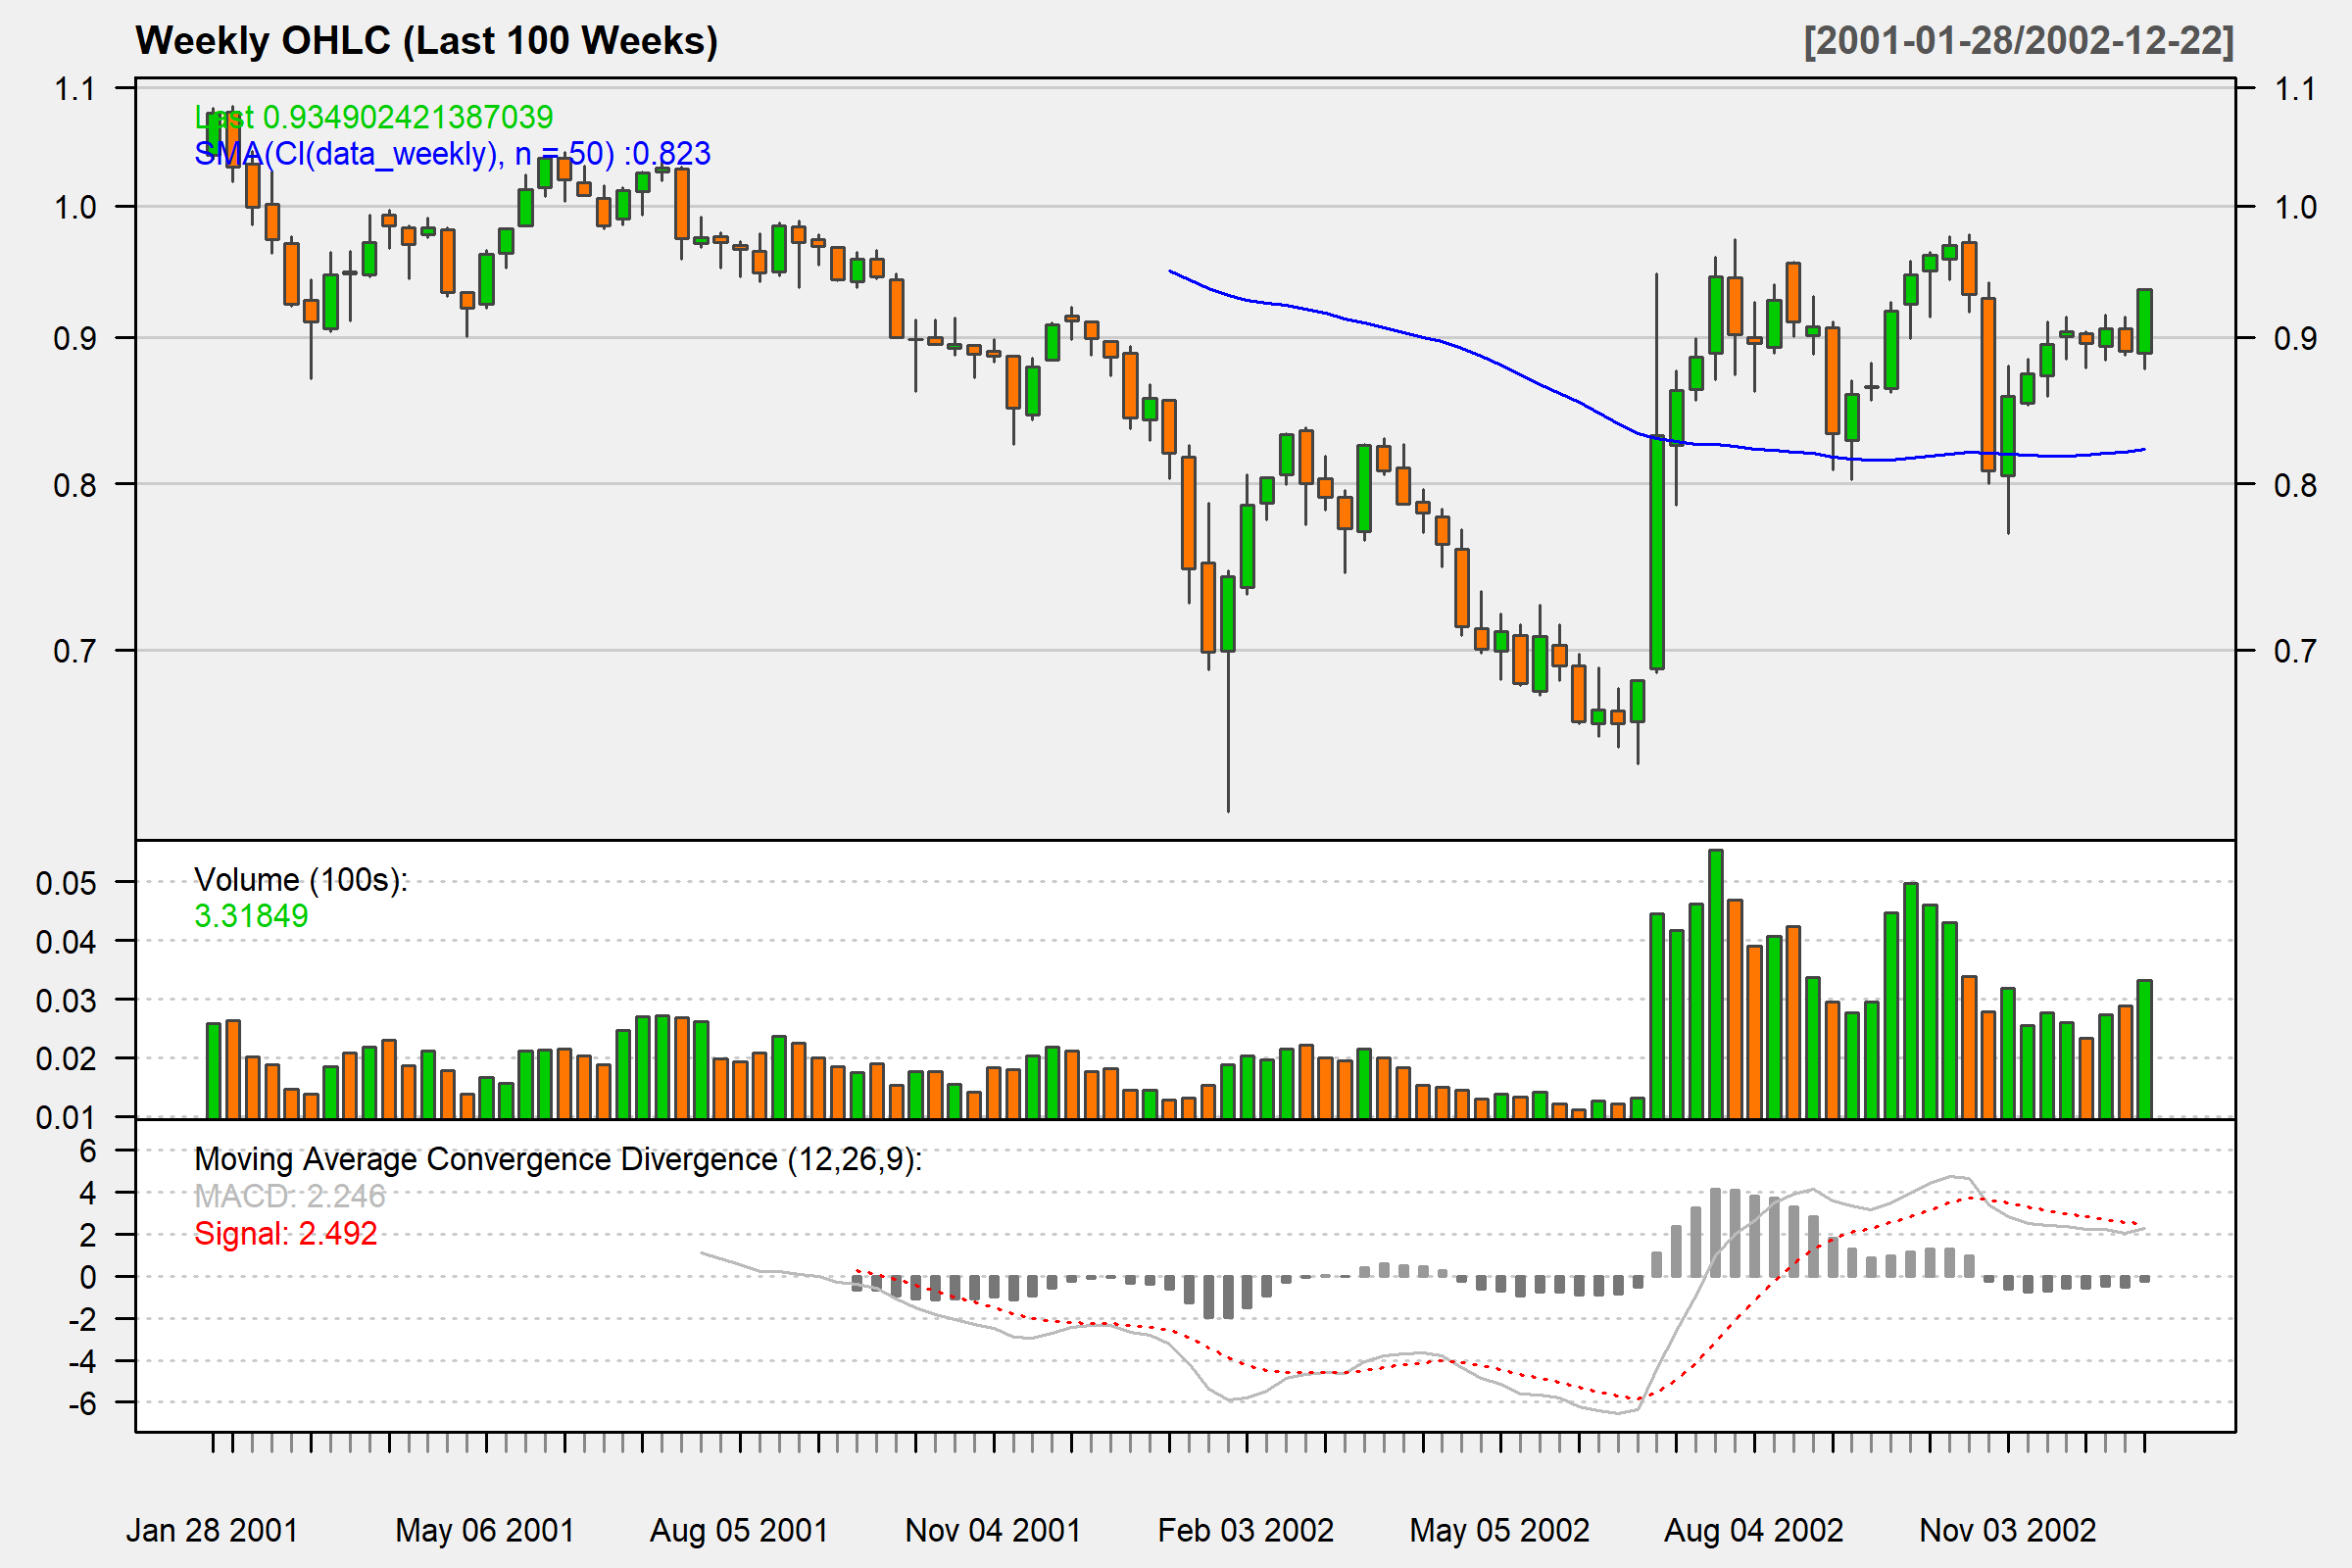 Weekly OHLC (Last 100 Weeks) [2001-01-28/2002-12-22]
1.1 1.1
Last 0.934902421387039
SMA(Cl(data_weekly), n = 50) :0.823
1.0 1.0
0.9 0.9
0.8 0.8
0.7 0.7
Volume (100s):
0.05
3.31849
0.04
0.03
0.02
0.01
6
Moving Average Convergence Divergence (12,26,9):
4
MACD: 2.246
2
Signal: 2.492
0
-2
-4
-6
Jan 28 2001 May 06 2001 Aug 05 2001 Nov 04 2001 Feb 03 2002 May 05 2002 Aug 04 2002 Nov 03 2002